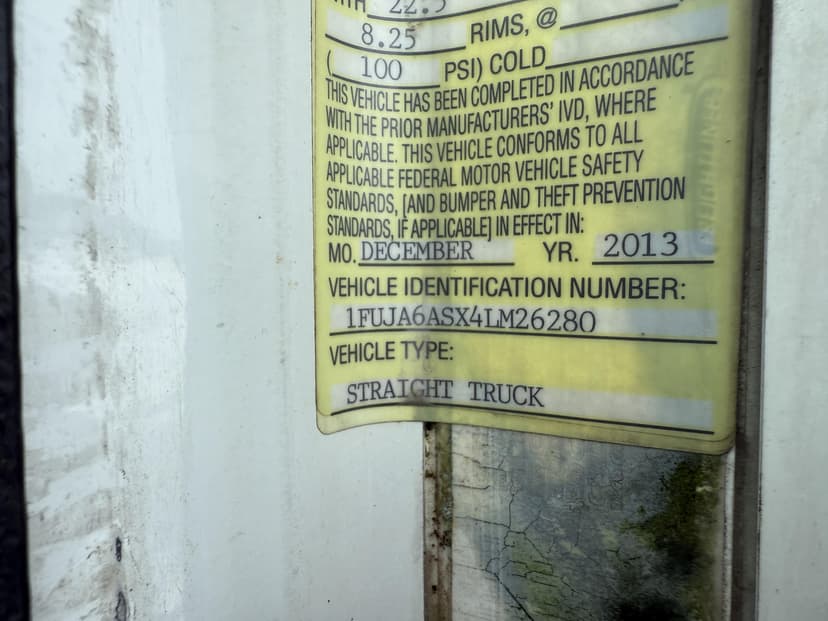 22.5
8.25 RIMS, @
( 100 PSI) COLD
THIS VEHICLE HAS BEEN COMPLETED IN ACCORDANCE
WITH THE PRIOR MANUFACTURERS' IVD, WHERE
APPLICABLE. THIS VEHICLE CONFORMS TO ALL
APPLICABLE FEDERAL MOTOR VEHICLE SAFETY
STANDARDS, [AND BUMPER AND THEFT PREVENTION
STANDARDS, IF APPLICABLE] IN EFFECT IN:
MO. DECEMBER YR. 2013
VEHICLE IDENTIFICATION NUMBER:
1FUJA6ASX4LM26280
VEHICLE TYPE:
STRAIGHT TRUCK